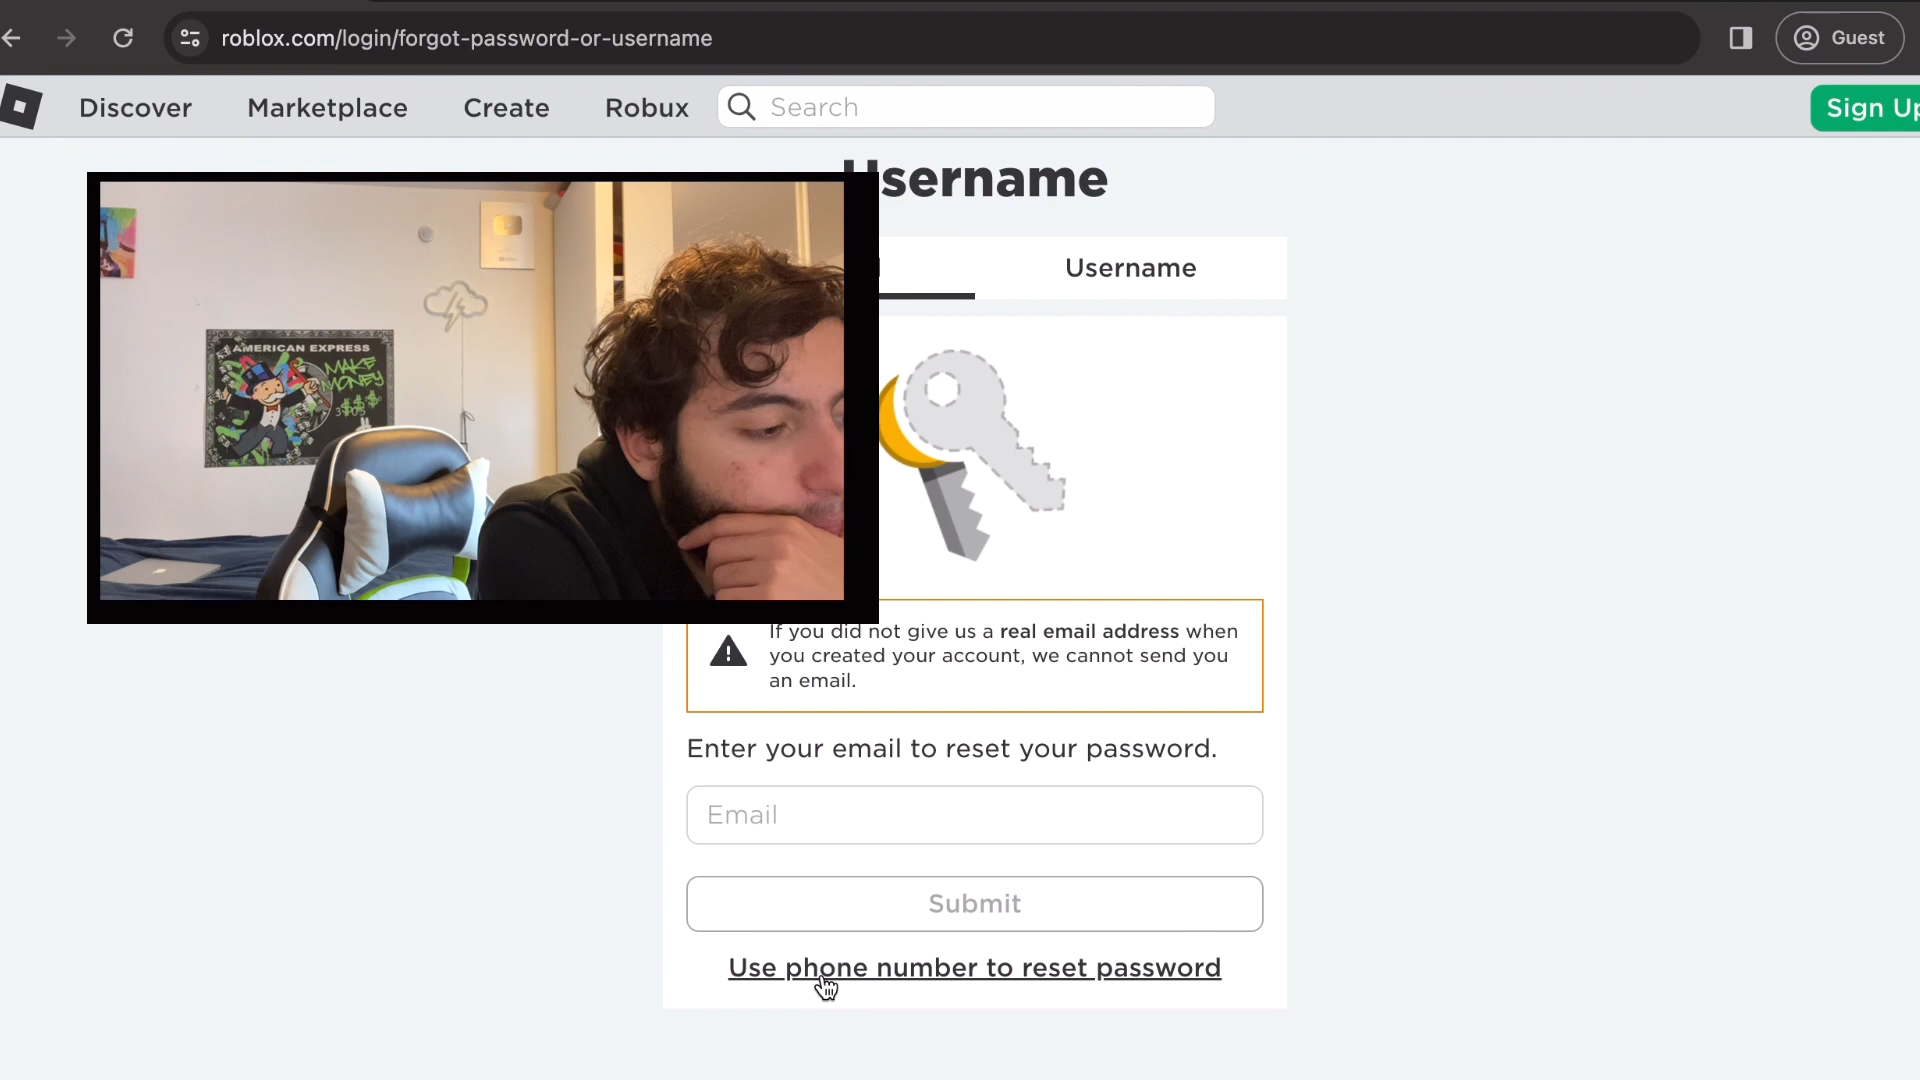 roblox.com/login/forgot-password-or-username
Guest
Discover
Marketplace
Create
Robux
Search
Sign Up
Username
Username
AMERICAN EXPRESS
MAKE
MONEY
If you did not give us a real email address when
you created your account, we cannot send you
an email.
Enter your email to reset your password.
Email
Submit
Use phone number to reset password